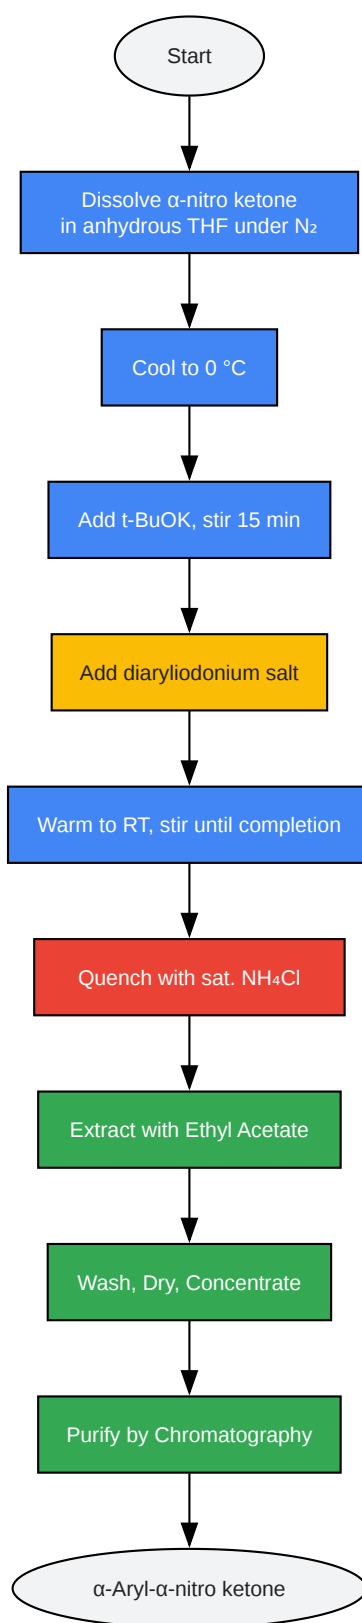 Start
Dissolve α-nitro ketone
in anhydrous THF under N₂
Cool to 0 °C
Add t-BuOK, stir 15 min
Add diaryliodonium salt
Warm to RT, stir until completion
Quench with sat. NH₄Cl
Extract with Ethyl Acetate
Wash, Dry, Concentrate
Purify by Chromatography
α-Aryl-α-nitro ketone